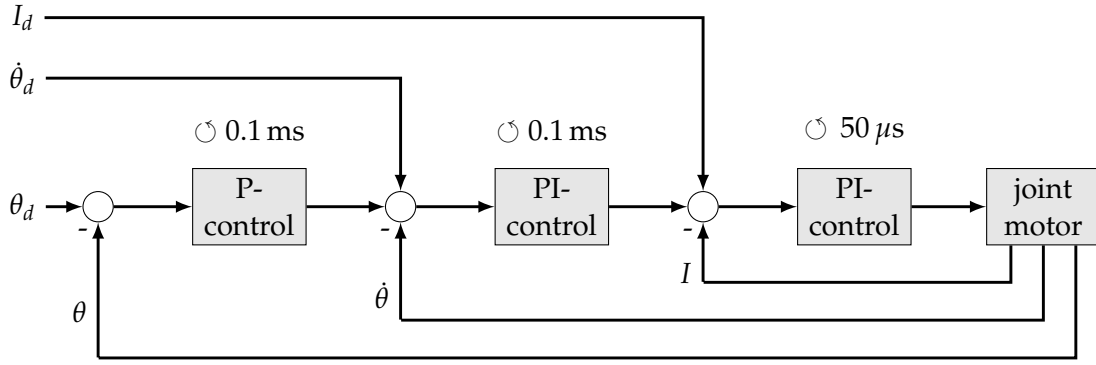 I_d
θ̇_d
↺ 0.1 ms
↺ 0.1 ms
↺ 50 μs
θ_d
P-
control
PI-
control
PI-
control
joint
motor
-
-
-
I
θ̇
θ